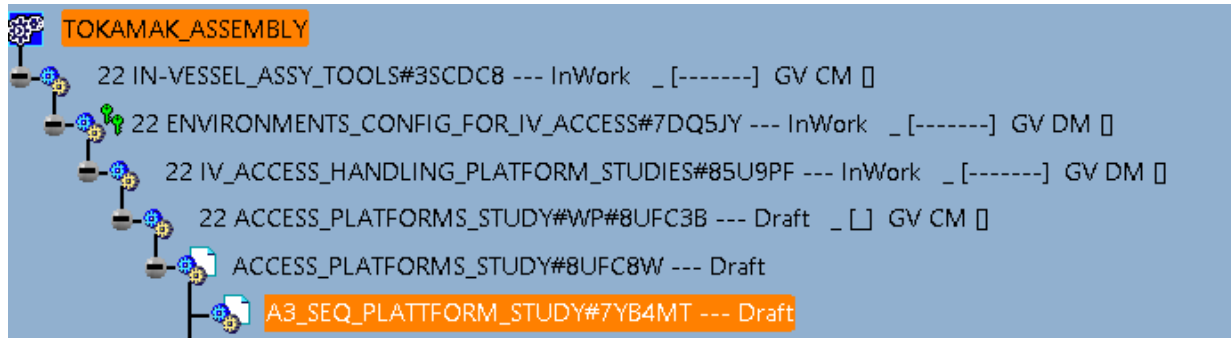 TOKAMAK_ASSEMBLY
22 IN-VESSEL_ASSY_TOOLS#3SCDC8 --- InWork _ [-------] GV CM []
22 ENVIRONMENTS_CONFIG_FOR_IV_ACCESS#7DQ5JY --- InWork _ [-------] GV DM []
22 IV_ACCESS_HANDLING_PLATFORM_STUDIES#85U9PF --- InWork _ [-------] GV DM []
22 ACCESS_PLATFORMS_STUDY#WP#8UFC3B --- Draft _ [_] GV CM []
ACCESS_PLATFORMS_STUDY#8UFC8W --- Draft
A3_SEQ_PLATTFORM_STUDY#7YB4MT --- Draft